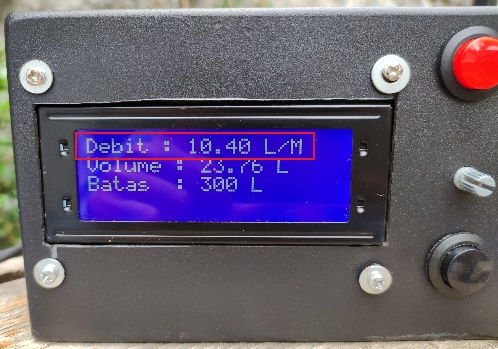 Debit : 10.40 L/M
Volume : 23.76 L
Batas : 300 L